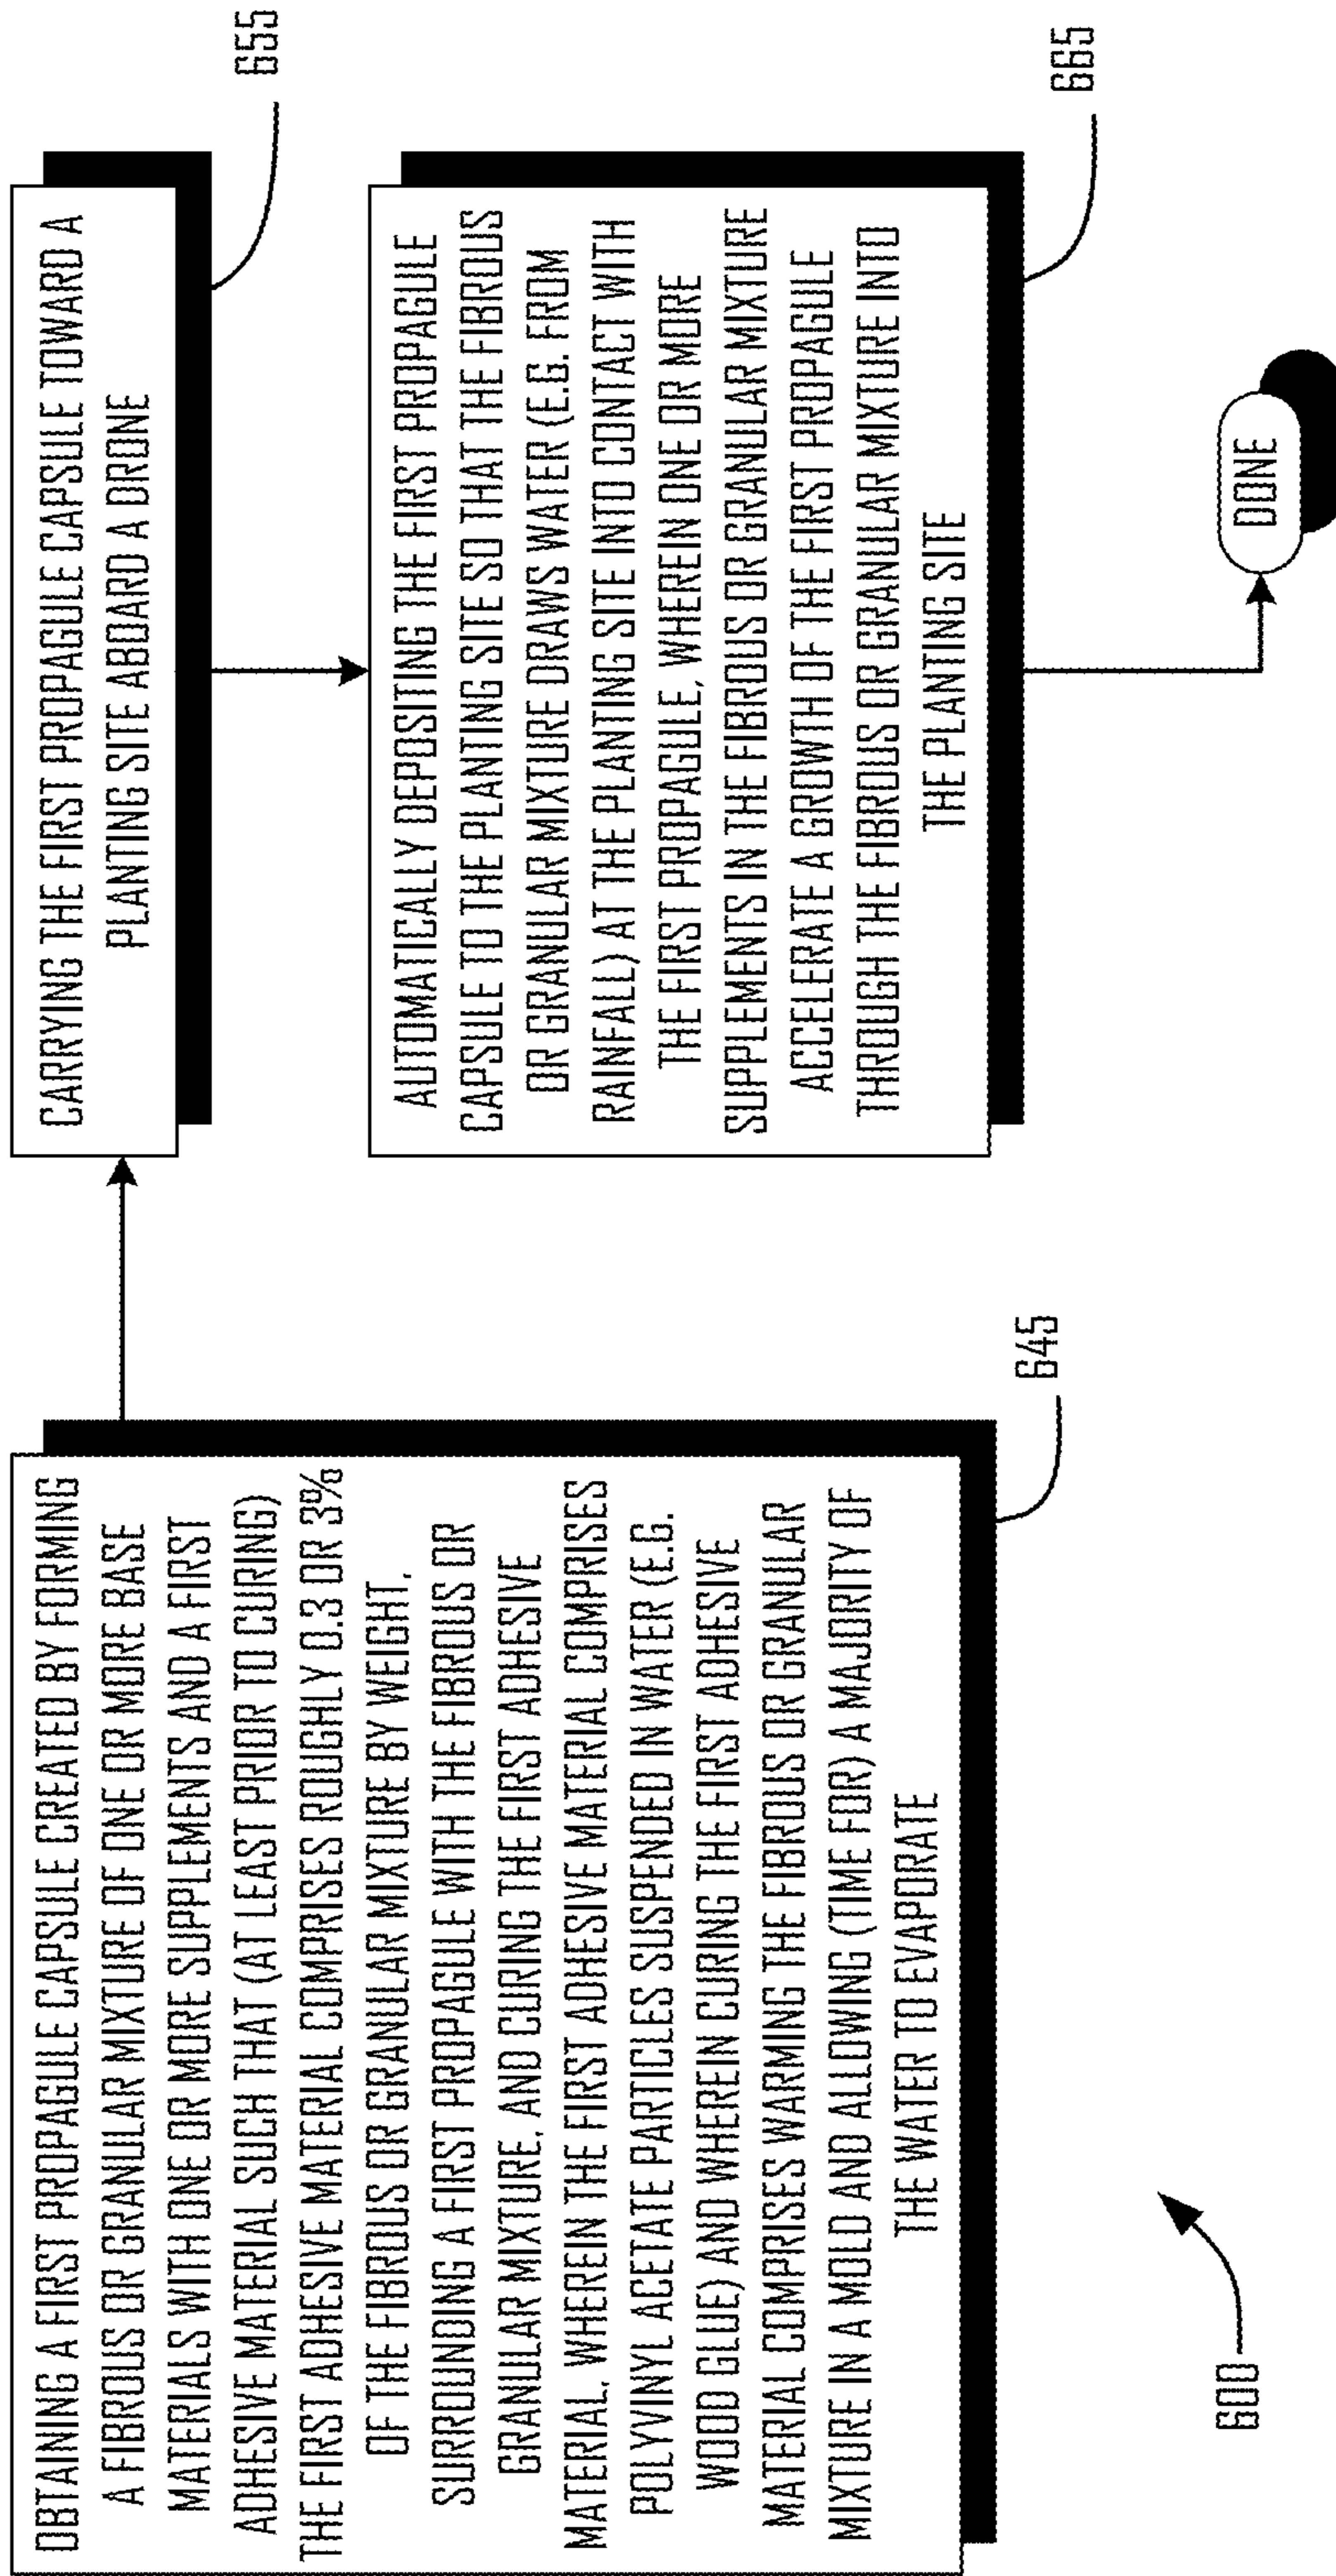 OBTAINING A FIRST PROPAGULE CAPSULE CREATED BY FORMING
A FIBROUS OR GRANULAR MIXTURE OF ONE OR MORE BASE
MATERIALS WITH ONE OR MORE SUPPLEMENTS AND A FIRST
ADHESIVE MATERIAL SUCH THAT (AT LEAST PRIOR TO CURING)
THE FIRST ADHESIVE MATERIAL COMPRISES ROUGHLY 0.3 OR 3%
OF THE FIBROUS OR GRANULAR MIXTURE BY WEIGHT,
SURROUNDING A FIRST PROPAGULE WITH THE FIBROUS OR
GRANULAR MIXTURE, AND CURING THE FIRST ADHESIVE
MATERIAL, WHEREIN THE FIRST ADHESIVE MATERIAL COMPRISES
POLYVINYL ACETATE PARTICLES SUSPENDED IN WATER (E.G.
WOOD GLUE) AND WHEREIN CURING THE FIRST ADHESIVE
MATERIAL COMPRISES WARMING THE FIBROUS OR GRANULAR
MIXTURE IN A MOLD AND ALLOWING (TIME FOR) A MAJORITY OF
THE WATER TO EVAPORATE
645
CARRYING THE FIRST PROPAGULE CAPSULE TOWARD A
PLANTING SITE ABOARD A DRONE
655
AUTOMATICALLY DEPOSITING THE FIRST PROPAGULE
CAPSULE TO THE PLANTING SITE SO THAT THE FIBROUS
OR GRANULAR MIXTURE DRAWS WATER (E.G. FROM
RAINFALL) AT THE PLANTING SITE INTO CONTACT WITH
THE FIRST PROPAGULE, WHEREIN ONE OR MORE
SUPPLEMENTS IN THE FIBROUS OR GRANULAR MIXTURE
ACCELERATE A GROWTH OF THE FIRST PROPAGULE
THROUGH THE FIBROUS OR GRANULAR MIXTURE INTO
THE PLANTING SITE
665
DONE
600